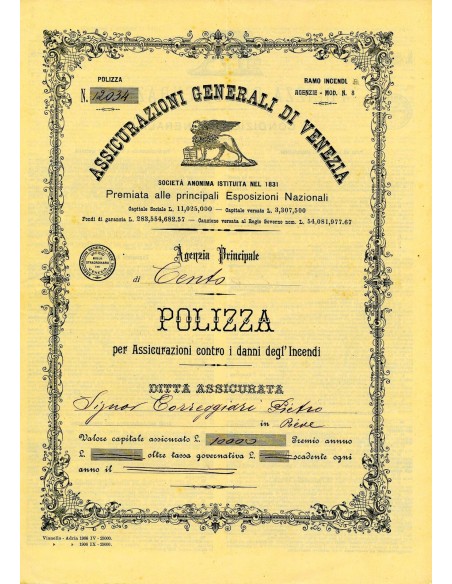 POLIZZA
N. 12034
RAMO INCENDI
AGENZIE - MOD. N. 8
ASSICURAZIONI GENERALI DI VENEZIA
SOCIETÀ ANONIMA ISTITUITA NEL 1831
Premiata alle principali Esposizioni Nazionali
Capitale Sociale L. 11,025,000 — Capitale versato L. 3,307,500
Fondi di garanzia L. 283,554,682.57 — Cauzione versata al Regio Governo nom. L. 54,081,977.67
Agenzia Principale
di Cento
POLIZZA
per Assicurazioni contro i danni degl'Incendi
DITTA ASSICURATA
Signor Correggiari Pietro
in Pieve
Valore capitale assicurato L. 10000 Premio annuo
L. oltre tassa governativa L. scadente ogni
anno il